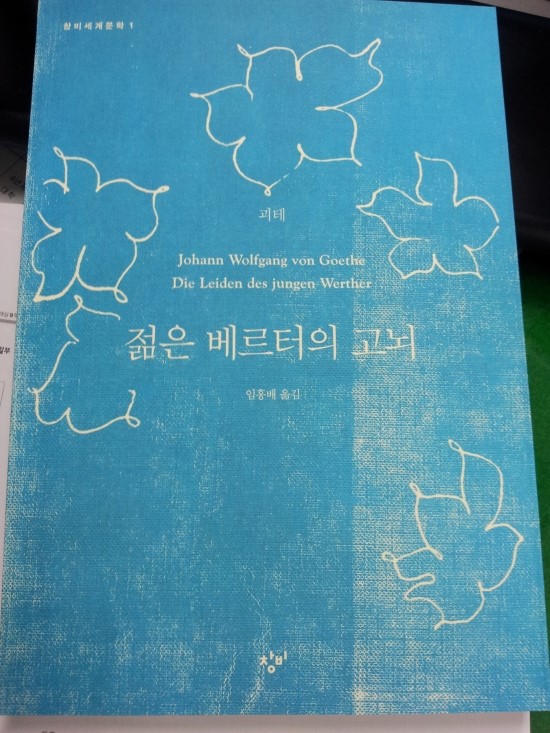 창비세계문학 1
괴테
Johann Wolfgang von Goethe
Die Leiden des jungen Werther
젊은 베르터의 고뇌
임홍배 옮김
창비